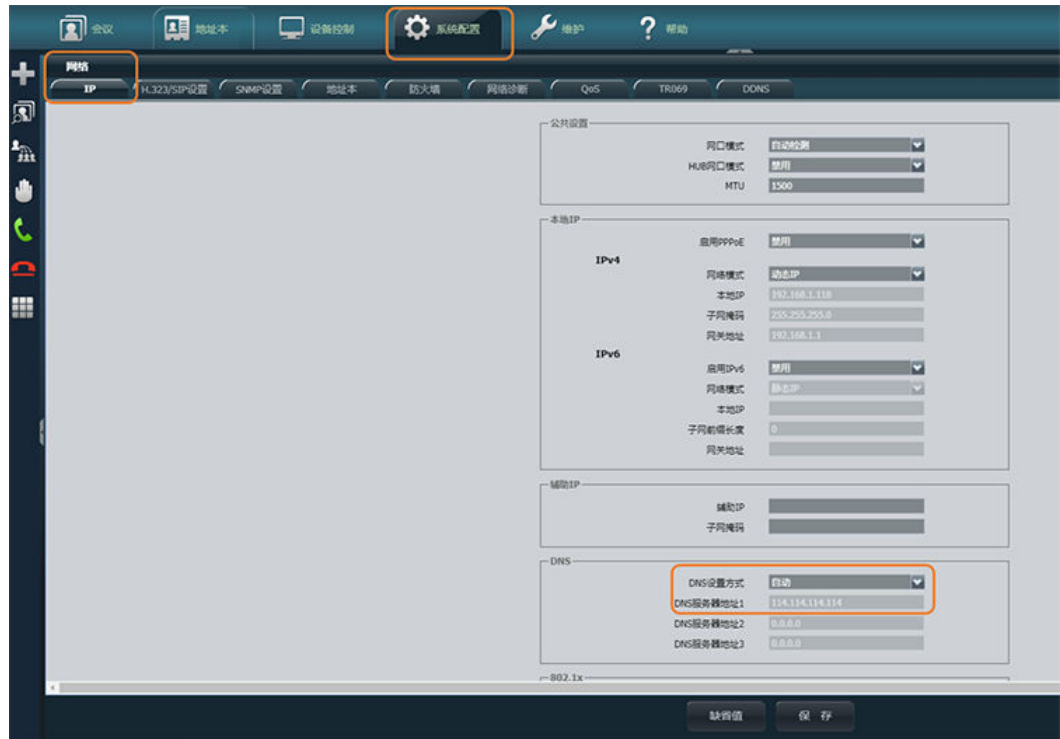 会议 地址本 设备控制 系统配置 维护 ? 帮助
网络
IP H.323/SIP设置 SNMP设置 地址本 防火墙 网络诊断 QoS TR069 DDNS
公共设置
网口模式 自动检测
HUB网口模式 禁用
MTU 1500
本地IP
启用PPPoE 禁用
IPv4
网络模式 动态IP
本地IP 192.168.1.118
子网掩码 255.255.255.0
网关地址 192.168.1.1
IPv6
启用IPv6 禁用
网络模式 静态IP
本地IP
子网前缀长度 0
网关地址
辅助IP
辅助IP
子网掩码
DNS
DNS设置方式 自动
DNS服务器地址1 114.114.114.114
DNS服务器地址2 0.0.0.0
DNS服务器地址3 0.0.0.0
802.1x
缺省值 保 存